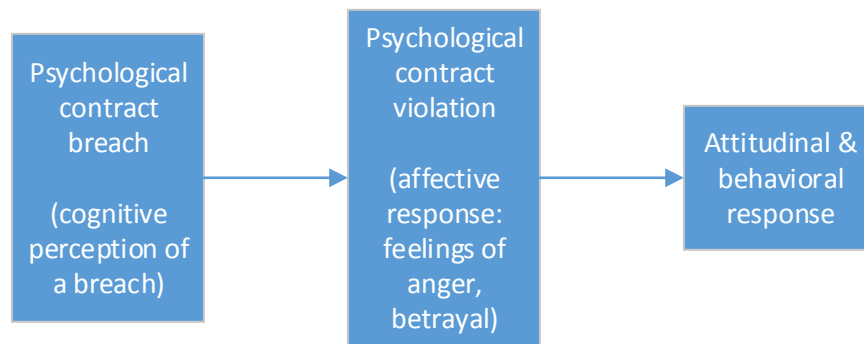 Psychological
contract
breach
(cognitive
perception of
a breach)
Psychological
contract
violation
(affective
response:
feelings of
anger,
betrayal)
Attitudinal &
behavioral
response